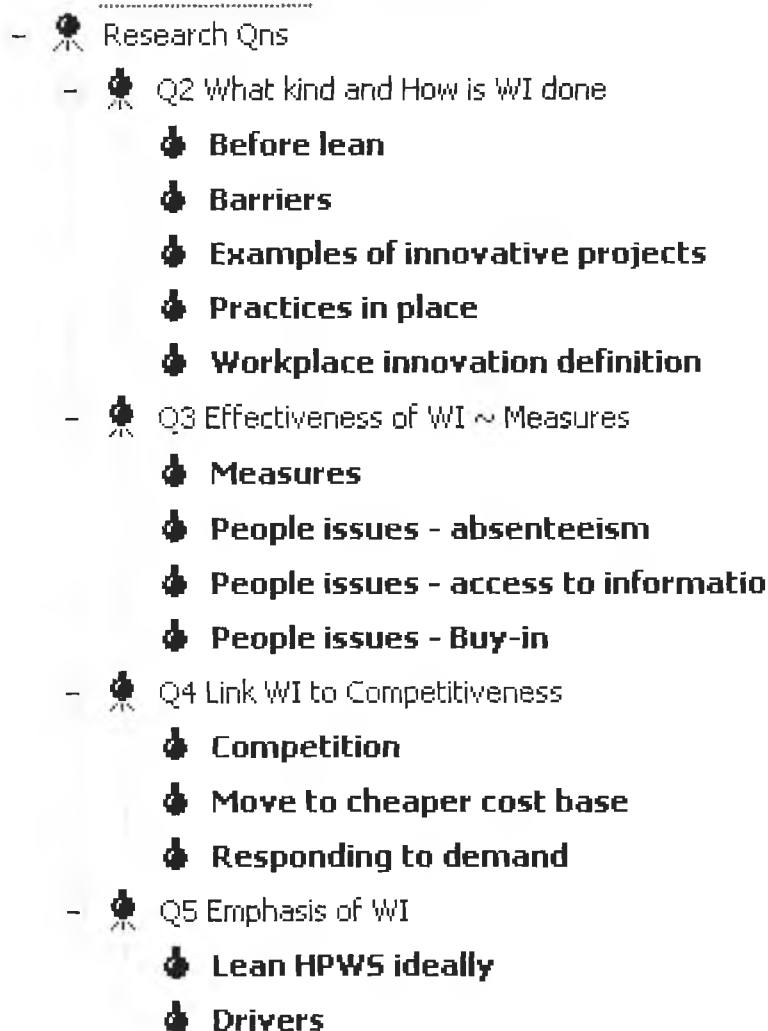 Research Qns
Q2 What kind and How is WI done
Before lean
Barriers
Examples of innovative projects
Practices in place
Workplace innovation definition
Q3 Effectiveness of WI ~ Measures
Measures
People issues - absenteeism
People issues - access to informatio
People issues - Buy-in
Q4 Link WI to Competitiveness
Competition
Move to cheaper cost base
Responding to demand
Q5 Emphasis of WI
Lean HPWS ideally
Drivers